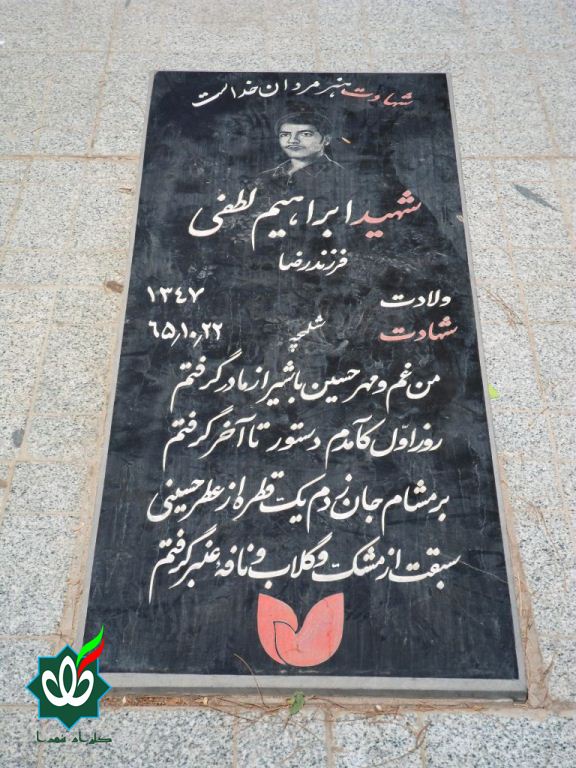 شهادت هنر مردان خداست
شهید ابراهیم لطفی
فرزند رضا
ولادت ۱۳۴۷
شهادت شلمچه ۶۵٫۱۰٫۲۲
من غم و مهر حسین با شیر از مادر گرفتم
روز اول کآمدم دستور تا آخر گرفتم
بر مشام جان زدم یک قطره از عطر حسینی
سبقت از مشک و گلاب و نافه عنبر گرفتم
گلزار شهدا